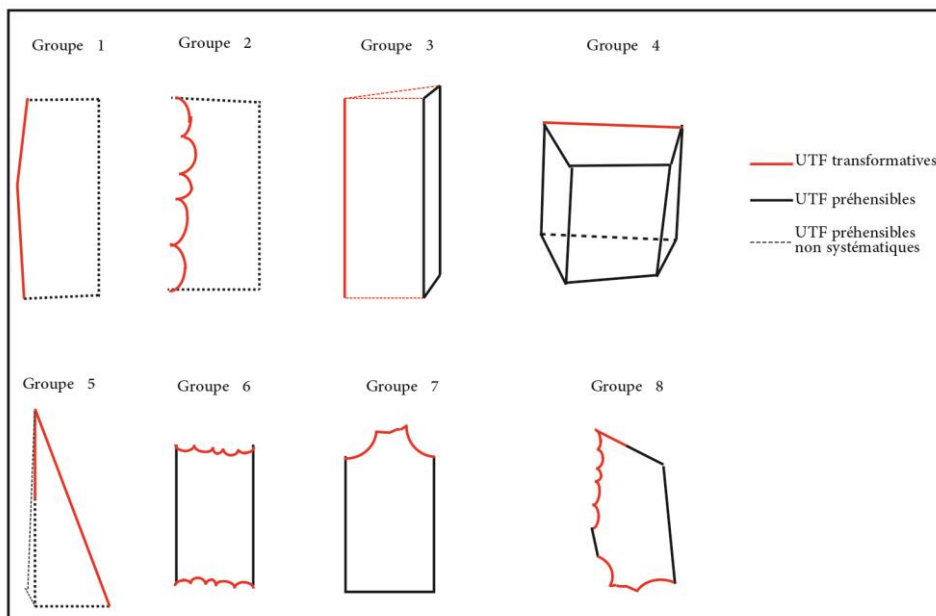 Groupe 1
Groupe 2
Groupe 3
Groupe 4
UTF transformatives
UTF préhensibles
UTF préhensibles
non systématiques
Groupe 5
Groupe 6
Groupe 7
Groupe 8